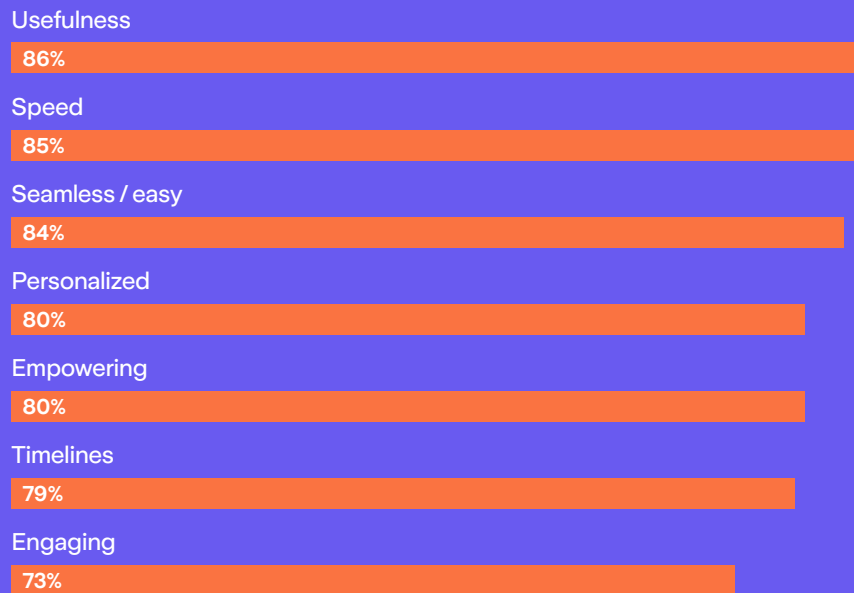 Usefulness
86%
Speed
85%
Seamless / easy
84%
Personalized
80%
Empowering
80%
Timelines
79%
Engaging
73%